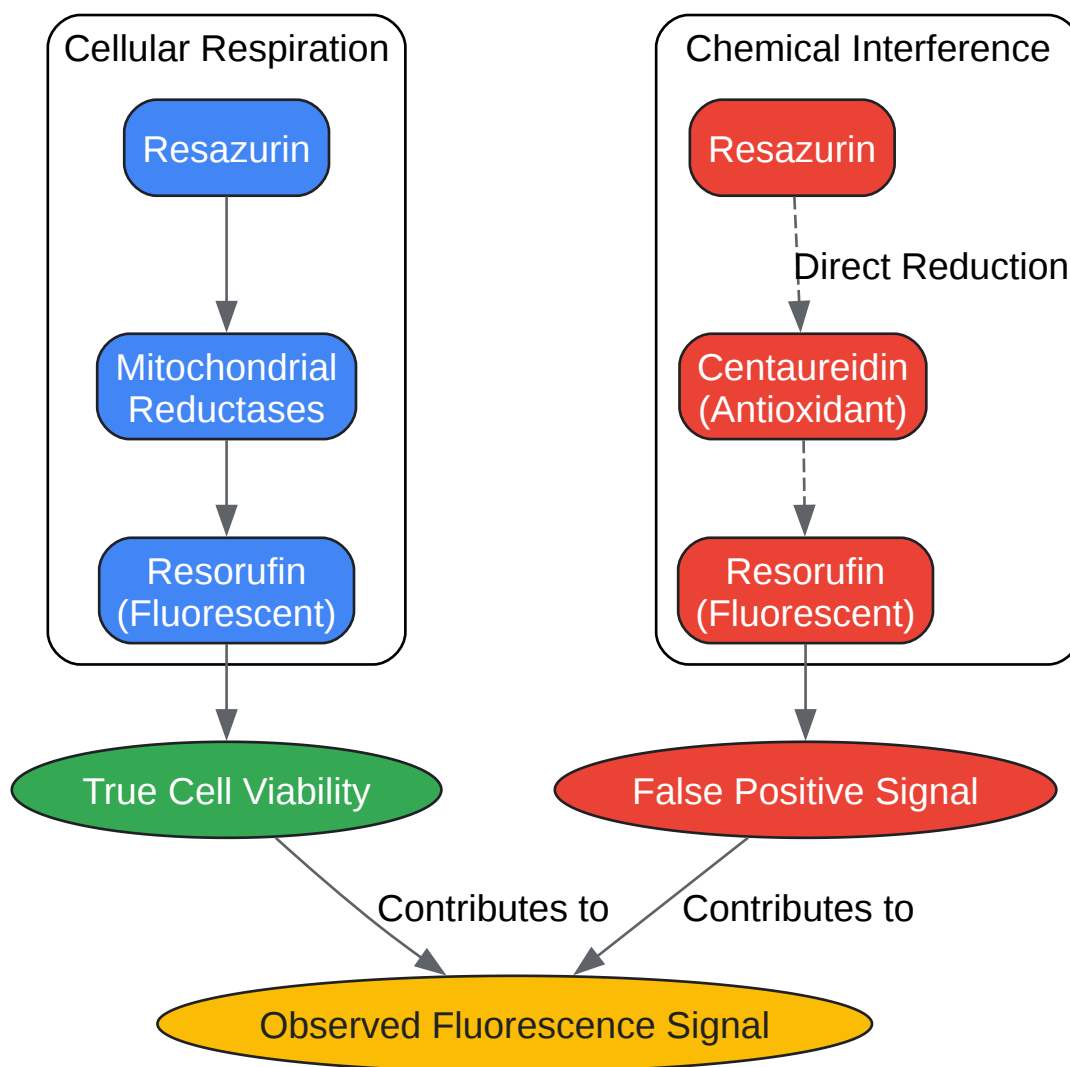 Cellular Respiration
Resazurin
Mitochondrial
Reductases
Resorufin
(Fluorescent)
True Cell Viability
Chemical Interference
Resazurin
Direct Reduction
Centaureidin
(Antioxidant)
Resorufin
(Fluorescent)
False Positive Signal
Contributes to
Contributes to
Observed Fluorescence Signal